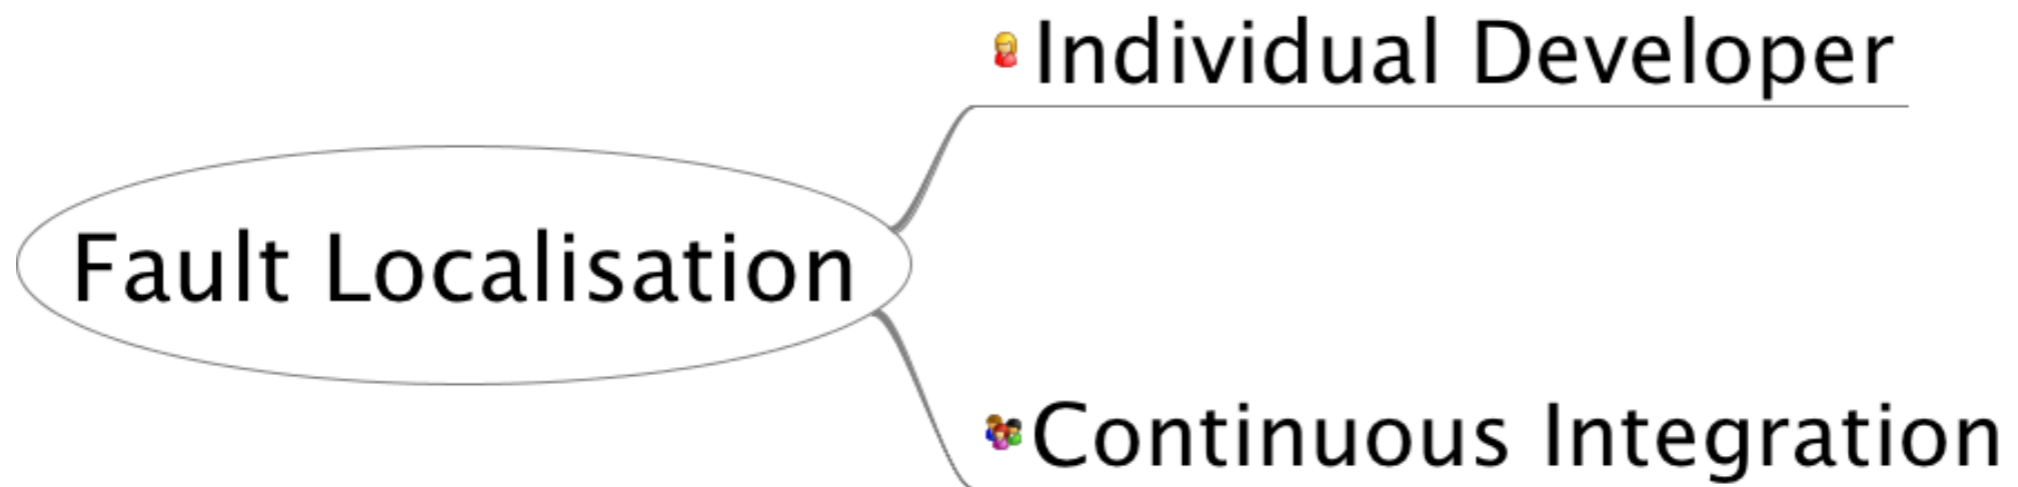 Individual Developer
Fault Localisation
Continuous Integration